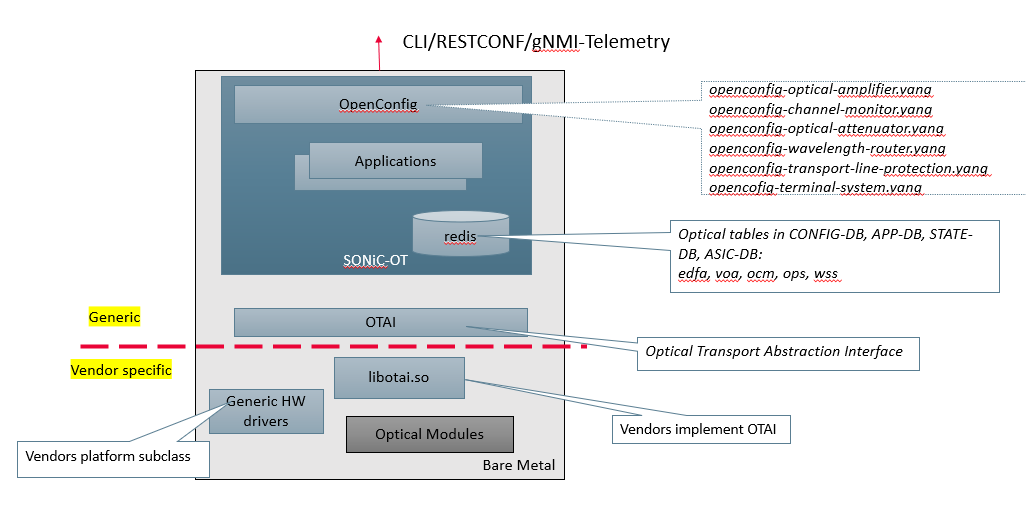 CLI/RESTCONF/gNMI-Telemetry
OpenConfig
openconfig-optical-amplifier.yang
openconfig-channel-monitor.yang
openconfig-optical-attenuator.yang
openconfig-wavelength-router.yang
openconfig-transport-line-protection.yang
opencofig-terminal-system.yang
Applications
redis
SONiC-OT
Optical tables in CONFIG-DB, APP-DB, STATE-
DB, ASIC-DB:
edfa, voa, ocm, ops, wss
Generic
OTAI
Optical Transport Abstraction Interface
Vendor specific
libotai.so
Generic HW
drivers
Optical Modules
Vendors implement OTAI
Vendors platform subclass
Bare Metal